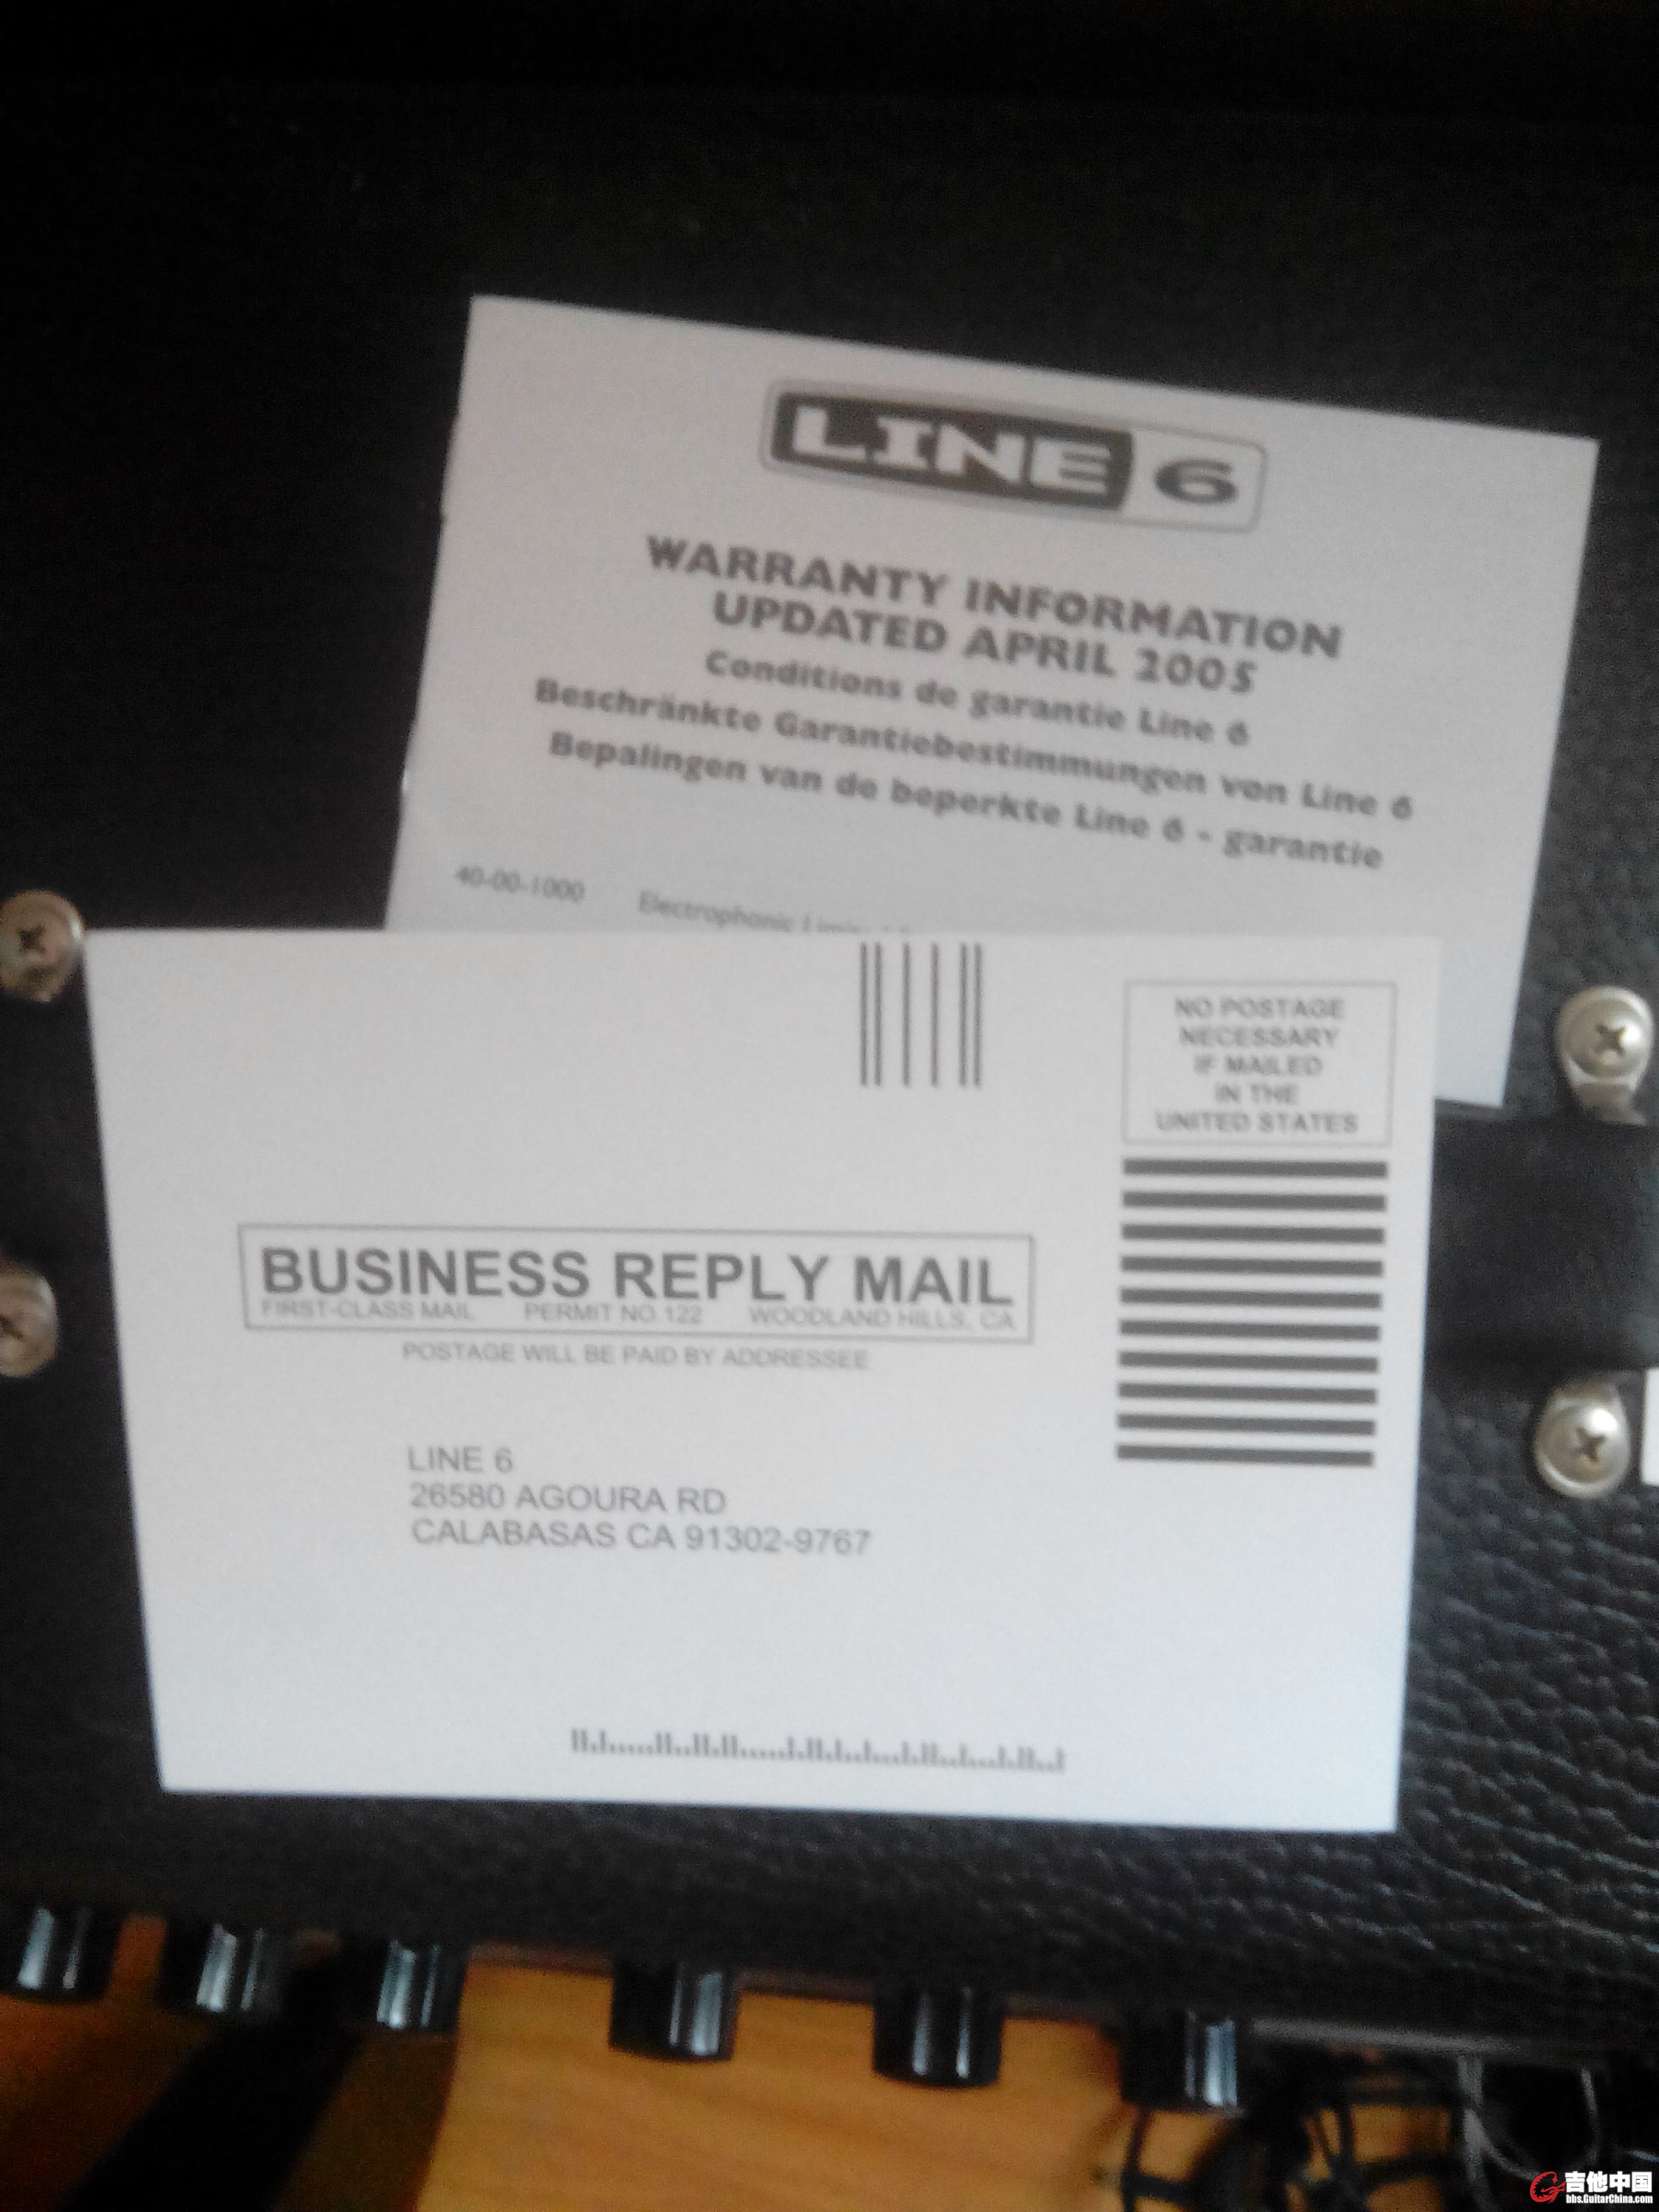 LINE 6
WARRANTY INFORMATION
UPDATED APRIL 2005
Conditions de garantie Line 6
Beschränkte Garantiebestimmungen von Line 6
Bepalingen van de beperkte Line 6 - garantie
40-00-1000 Electrophonic
NO POSTAGE
NECESSARY
IF MAILED
IN THE
UNITED STATES
BUSINESS REPLY MAIL
FIRST-CLASS MAIL PERMIT NO. 122 WOODLAND HILLS, CA
POSTAGE WILL BE PAID BY ADDRESSEE
LINE 6
26580 AGOURA RD
CALABASAS CA 91302-9767
吉他中国
bbs.GuitarChina.com